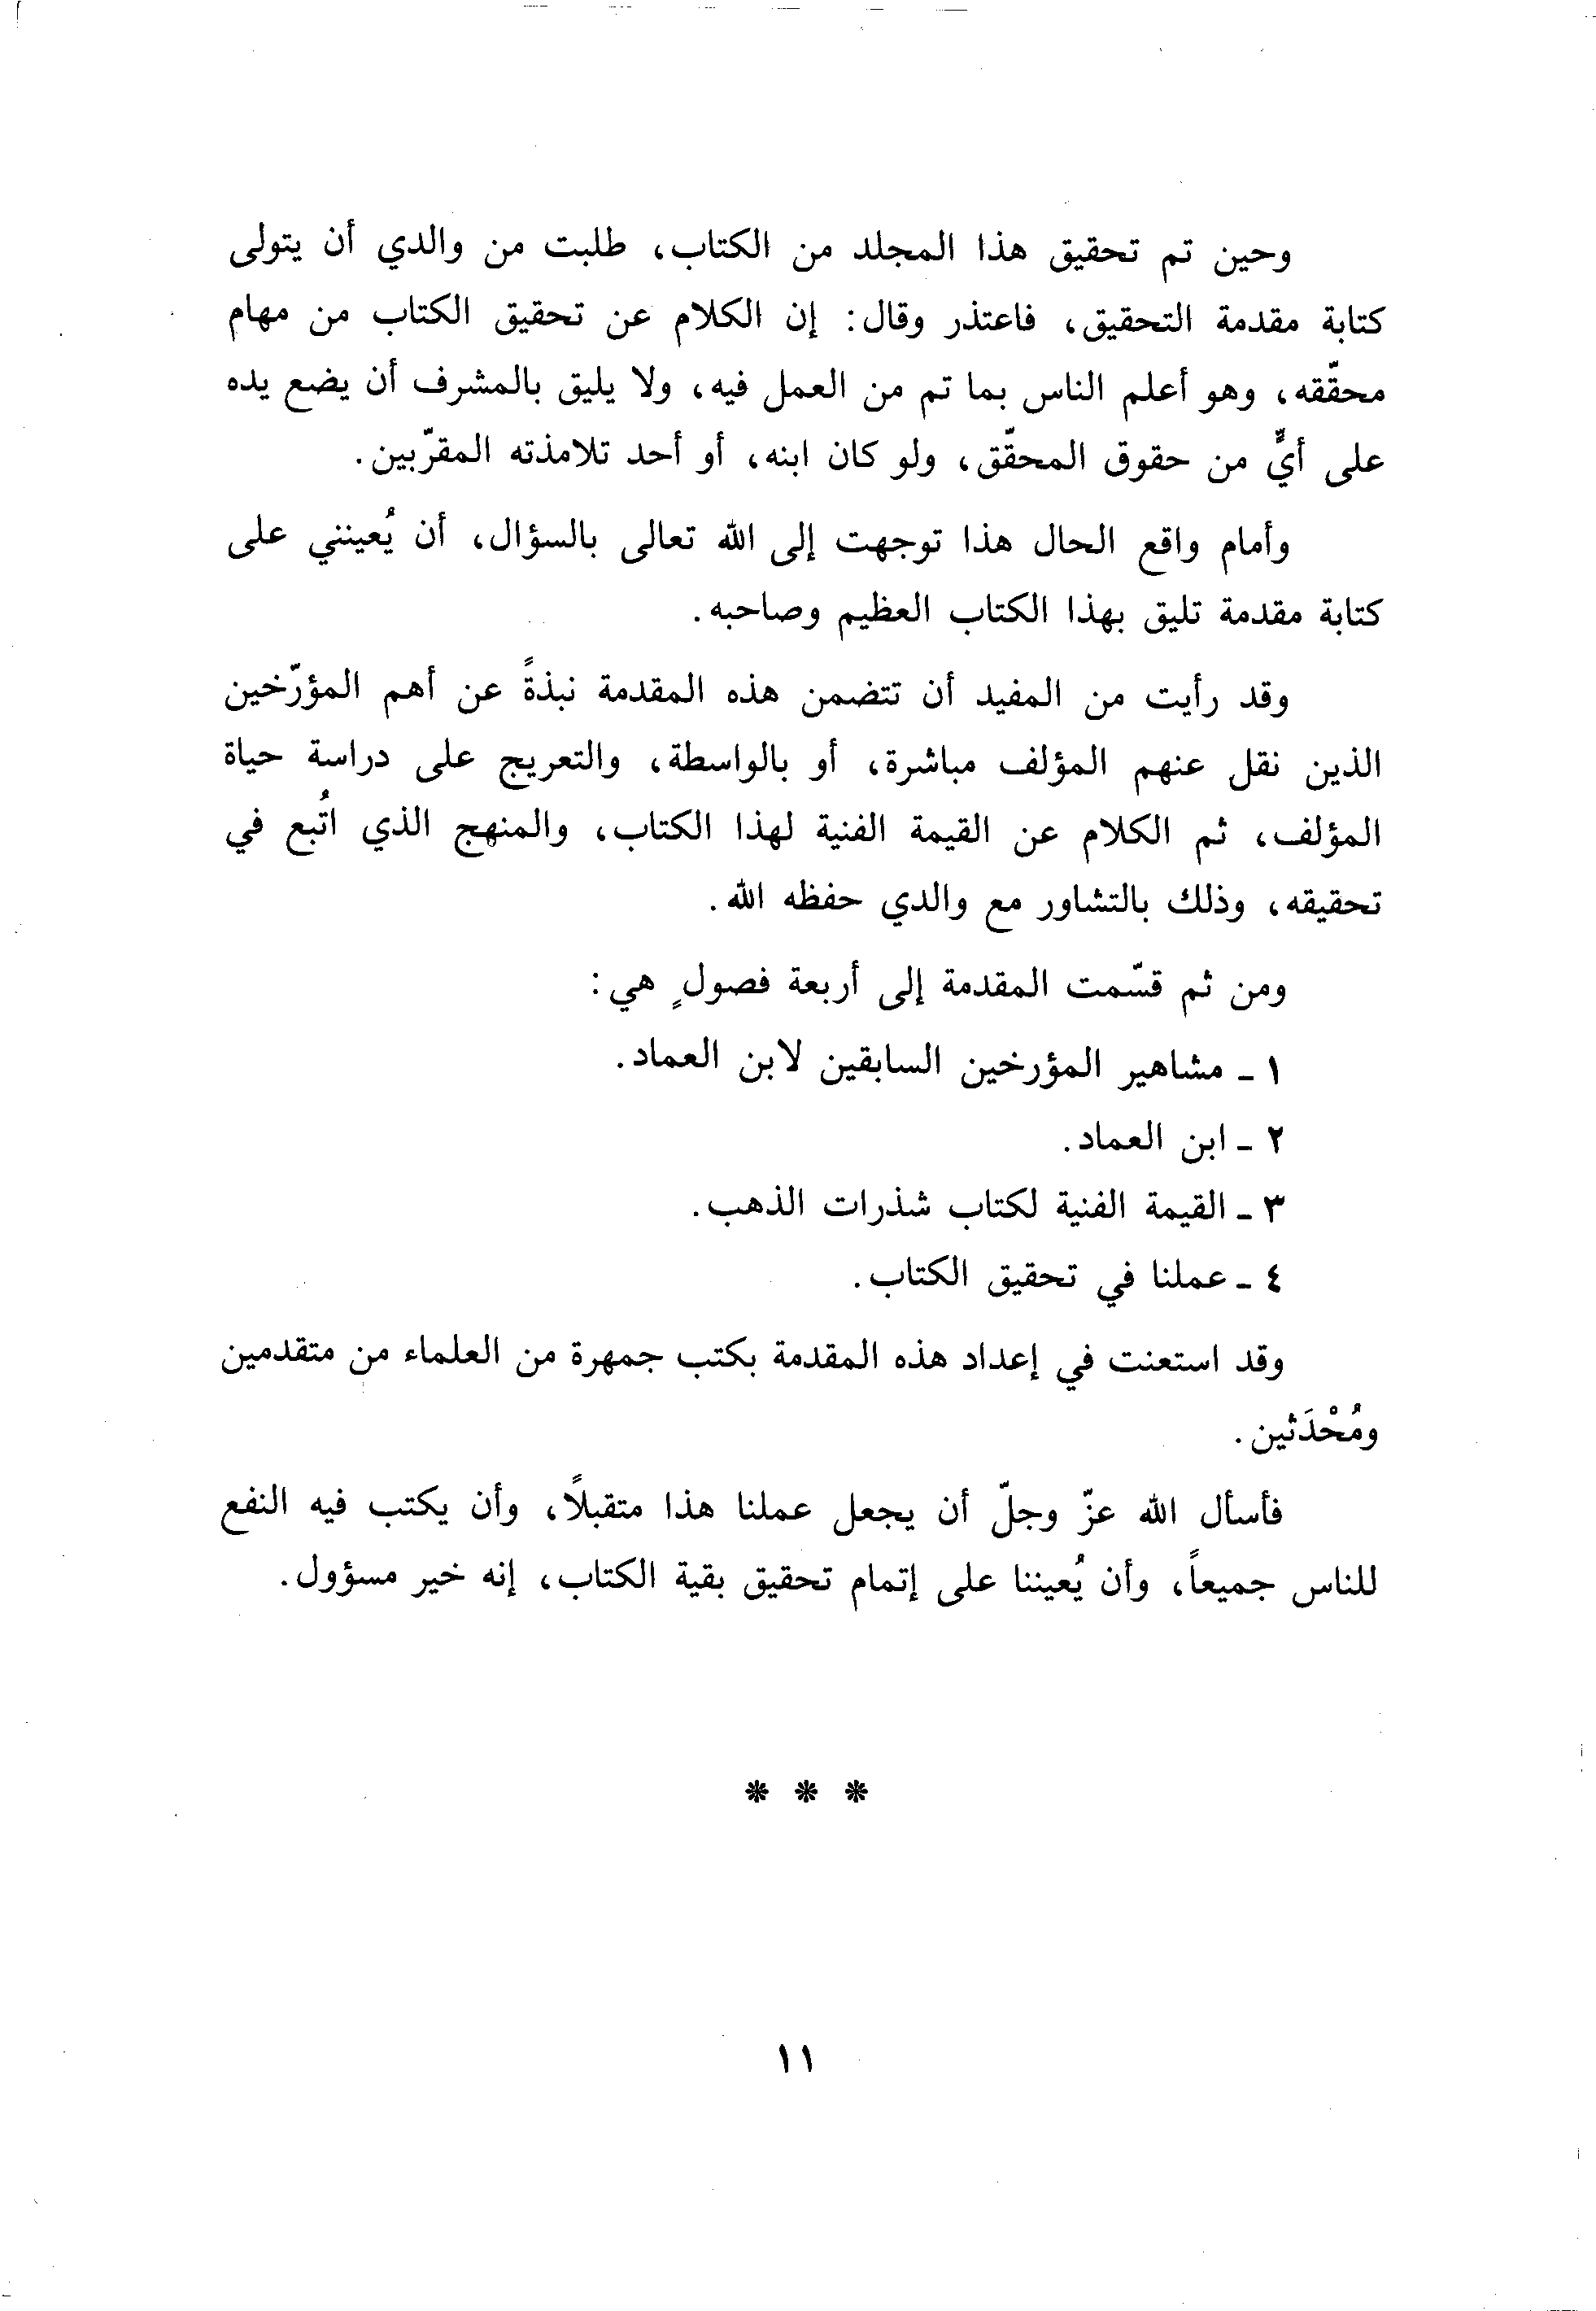 وحين تم تحقيق هذا المجلد من الكتاب، طلبت من والدي أن يتولى
كتابة مقدمة التحقيق، فاعتذر وقال: إن الكلام عن تحقيق الكتاب من مهام
محقّقه، وهو أعلم الناس بما تم من العمل فيه، ولا يليق بالمشرف أن يضع يده
على أيٍّ من حقوق المحقّق، ولو كان ابنه، أو أحد تلامذته المقرّبين.
وأمام واقع الحال هذا توجهت إلى الله تعالى بالسؤال، أن يُعينني على
كتابة مقدمة تليق بهذا الكتاب العظيم وصاحبه.
وقد رأيت من المفيد أن تتضمن هذه المقدمة نبذةً عن أهم المؤرّخين
الذين نقل عنهم المؤلف مباشرة، أو بالواسطة، والتعريج على دراسة حياة
المؤلف، ثم الكلام عن القيمة الفنية لهذا الكتاب، والمنهج الذي اتُبع في
تحقيقه، وذلك بالتشاور مع والدي حفظه الله.
ومن ثم قسّمت المقدمة إلى أربعة فصولٍ هي:
١ ـ مشاهير المؤرخين السابقين لابن العماد.
٢ ـ ابن العماد.
٣ ـ القيمة الفنية لكتاب شذرات الذهب.
٤ ـ عملنا في تحقيق الكتاب.
وقد استعنت في إعداد هذه المقدمة بكتب جمهرة من العلماء من متقدمين
ومُحْدَثين.
فأسأل الله عزّ وجلّ أن يجعل عملنا هذا متقبلاً، وأن يكتب فيه النفع
للناس جميعاً، وأن يُعيننا على إتمام تحقيق بقية الكتاب، إنه خير مسؤول.
* * *
١١